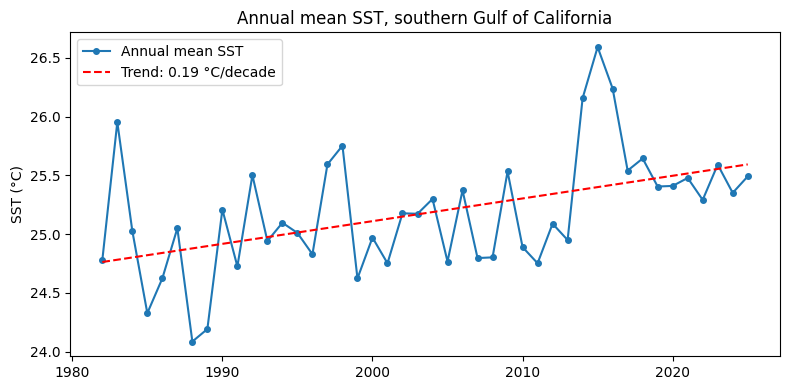 Annual mean SST, southern Gulf of California
Annual mean SST
Trend: 0.19 °C/decade
SST (°C)
26.5
26.0
25.5
25.0
24.5
24.0
1980 1990 2000 2010 2020